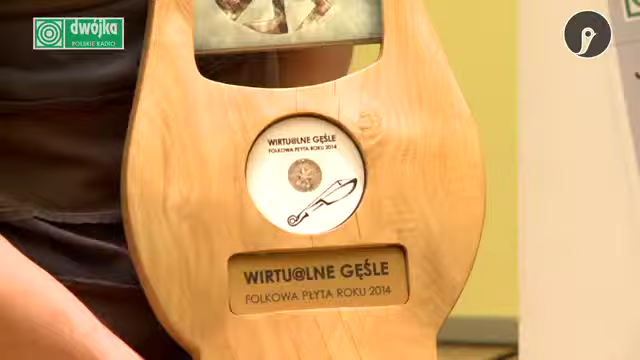 dwójka
POLSKIE RADIO
WIRTU@LNE GĘŚLE
FOLKOWA PŁYTA ROKU 2014
WIRTU@LNE GĘŚLE
FOLKOWA PŁYTA ROKU 2014